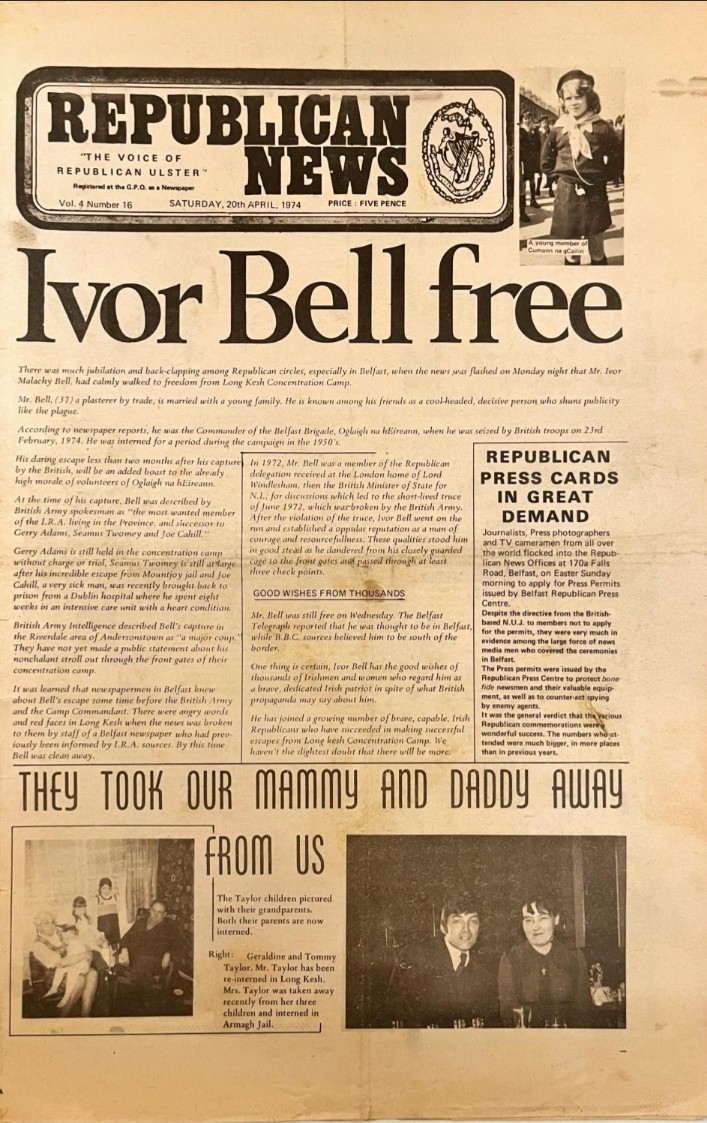 REPUBLICAN
NEWS
"THE VOICE OF
REPUBLICAN ULSTER"
Registered at the G.P.O. as a Newspaper
Vol. 4 Number 16 SATURDAY, 20th APRIL, 1974 PRICE : FIVE PENCE
A young member of
Cumann na gCailin
Ivor Bell free
There was much jubilation and back-clapping among Republican circles, especially in Belfast, when the news was flashed on Monday night that Mr. Ivor
Malachy Bell, had calmly walked to freedom from Long Kesh Concentration Camp.
Mr. Bell, (37) a plasterer by trade, is married with a young family. He is known among his friends as a cool-headed, decisive person who shuns publicity
like the plague.
According to newspaper reports, he was the Commander of the Belfast Brigade, Oglaigh na hEireann, when he was seized by British troops on 23rd
February, 1974. He was interned for a period during the campaign in the 1950's.
His daring escape less than two months after his capture
by the British, will be an added boost to the already
high morale of volunteers of Oglaigh na hEireann.
At the time of his capture, Bell was described by
British Army spokesman as "the most wanted member
of the I.R.A. living in the Province, and successor to
Gerry Adams, Seamus Twomey and Joe Cahill."
Gerry Adams is still held in the concentration camp
without charge or trial, Seamus Twomey is still at large
after his incredible escape from Mountjoy jail and Joe
Cahill, a very sick man, was recently brought back to
prison from a Dublin hospital where he spent eight
weeks in an intensive care unit with a heart condition.
British Army Intelligence described Bell's capture in
the Riverdale area of Andersonstown as "a major coup."
They have not yet made a public statement about his
nonchalant stroll out through the front gates of their
concentration camp.
It was learned that newspapermen in Belfast knew
about Bell's escape some time before the British Army
and the Camp Commandant. There were angry words
and red faces in Long Kesh when the news was broken
to them by staff of a Belfast newspaper who had prev-
iously been informed by I.R.A. sources. By this time
Bell was clean away.
In 1972, Mr. Bell was a member of the Republican
delegation received at the London home of Lord
Windlesham, then the British Minister of State for
N.I., for discussions which led to the short-lived truce
of June 1972, which was broken by the British Army.
After the violation of the truce, Ivor Bell went on the
run and established a oppular reputation as a man of
courage and resourcefullness. These qualities stood him
in good stead as he dandered from his closely guarded
cage to the front gates and passed through at least
three check points.
GOOD WISHES FROM THOUSANDS
Mr. Bell was still free on Wednesday. The Belfast
Telegraph reported that he was thought to be in Belfast,
while B.B.C. sources believed him to be south of the
border.
One thing is certain, Ivor Bell has the good wishes of
thousands of Irishmen and women who regard him as
a brave, dedicated Irish patriot in spite of what British
propaganda may say about him.
He has joined a growing number of brave, capable, Irish
Republicans who have succeeded in making successful
escapes from Long Kesh Concentration Camp. We
haven't the slightest doubt that there will be more.
REPUBLICAN
PRESS CARDS
IN GREAT
DEMAND
Journalists, Press photographers
and TV cameramen from all over
the world flocked into the Repub-
lican News Offices at 170a Falls
Road, Belfast, on Easter Sunday
morning to apply for Press Permits
issued by Belfast Republican Press
Centre.
Despite the directive from the British-
based N.U.J. to members not to apply
for the permits, they were very much in
evidence among the large force of news
media men who covered the ceremonies
in Belfast.
The Press permits were issued by the
Republican Press Centre to protect bona
fide newsmen and their valuable equip-
ment, as well as to counter-act spying
by enemy agents.
It was the general verdict that the various
Republican commemorations were a
wonderful success. The numbers who at-
tended were much bigger, in more places
than in previous years.
THEY TOOK OUR MAMMY AND DADDY AWAY
FROM US
The Taylor children pictured
with their grandparents.
Both their parents are now
interned.
Right: Geraldine and Tommy
Taylor. Mr. Taylor has been
re-interned in Long Kesh.
Mrs. Taylor was taken away
recently from her three
children and interned in
Armagh Jail.